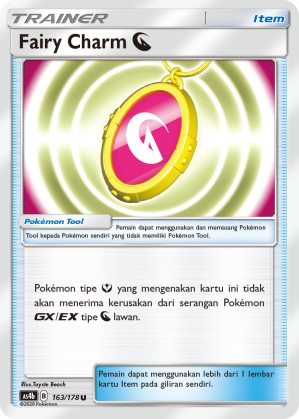 TRAINER
Item
Fairy Charm
Pokémon Tool
Pemain dapat menggunakan dan memasang Pokémon
Tool kepada Pokémon sendiri yang tidak memiliki Pokémon Tool.
Pokémon tipe yang mengenakan kartu ini tidak
akan menerima kerusakan dari serangan Pokémon
GX/EX tipe lawan.
Pemain dapat menggunakan lebih dari 1 lembar
kartu Item pada giliran sendiri.
Illus.Toyste Beach
AS4b B 163/178 U
©2020 Pokémon